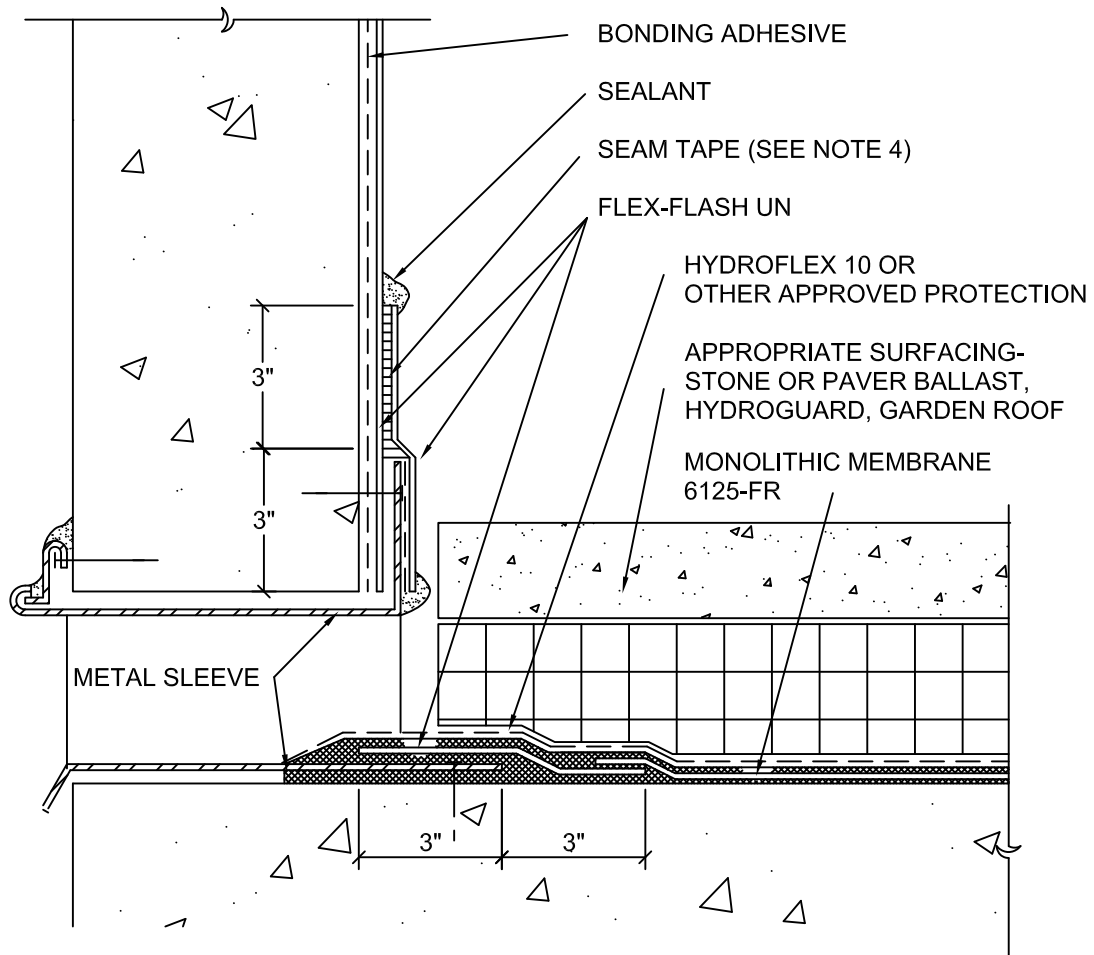 BONDING ADHESIVE
SEALANT
SEAM TAPE (SEE NOTE 4)
FLEX-FLASH UN
HYDROFLEX 10 OR
OTHER APPROVED PROTECTION
APPROPRIATE SURFACING-
STONE OR PAVER BALLAST,
HYDROGUARD, GARDEN ROOF
MONOLITHIC MEMBRANE
6125-FR
3"
3"
METAL SLEEVE
3"
3"